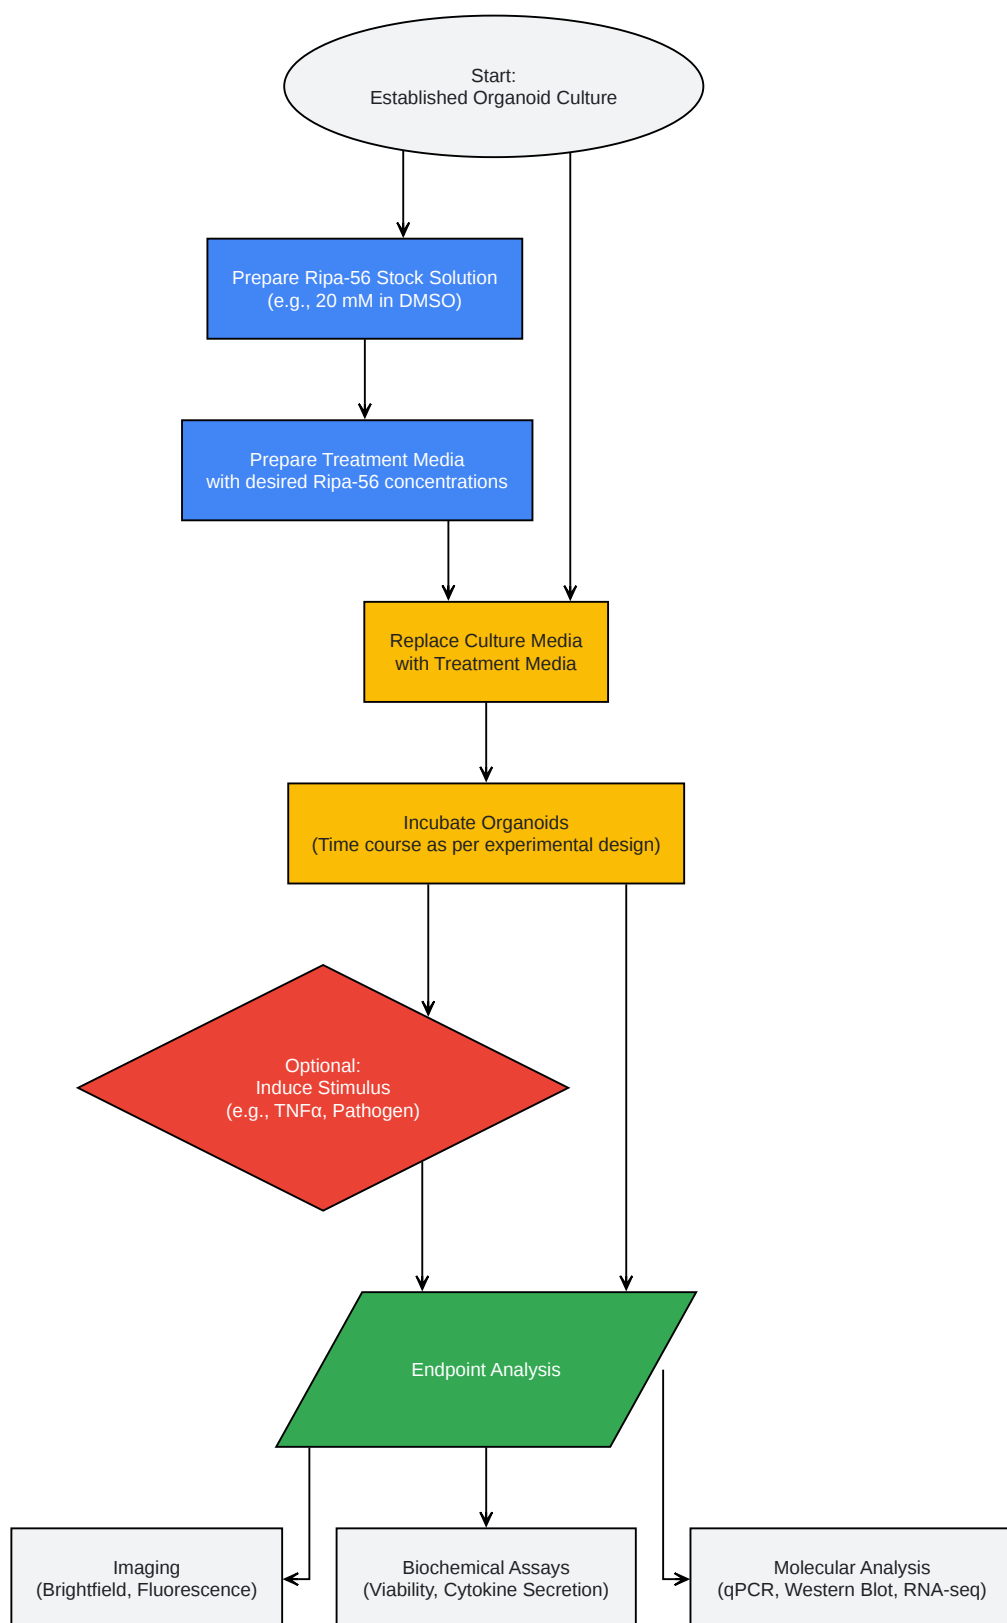 Start:
Established Organoid Culture
Prepare Ripa-56 Stock Solution
(e.g., 20 mM in DMSO)
Prepare Treatment Media
with desired Ripa-56 concentrations
Replace Culture Media
with Treatment Media
Incubate Organoids
(Time course as per experimental design)
Optional:
Induce Stimulus
(e.g., TNFα, Pathogen)
Endpoint Analysis
Imaging
(Brightfield, Fluorescence)
Biochemical Assays
(Viability, Cytokine Secretion)
Molecular Analysis
(qPCR, Western Blot, RNA-seq)